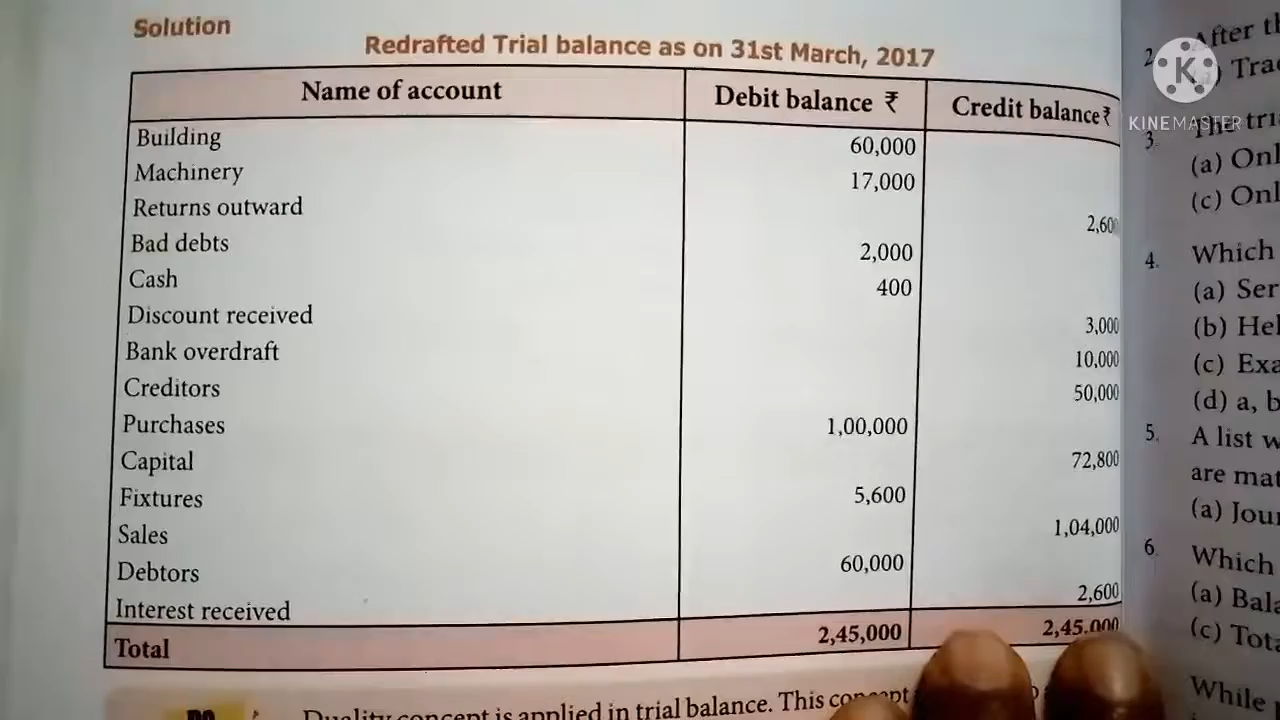 Solution
Redrafted Trial balance as on 31st March, 2017
Name of account Debit balance ₹ Credit balance ₹
Building 60,000
Machinery 17,000
Returns outward 2,600
Bad debts 2,000
Cash 400
Discount received 3,000
Bank overdraft 10,000
Creditors 50,000
Purchases 1,00,000
Capital 72,800
Fixtures 5,600
Sales 1,04,000
Debtors 60,000
Interest received 2,600
Total 2,45,000 2,45,000
Duality concept is applied in trial balance. This concept
2. After
Tra
K
KINEMASTER
3. The
(a) Onl
(c) Onl
4. Which
(a) Ser
(b) Hel
(c) Exa
(d) a, b
5. A list w
are mat
(a) Jour
6. Which
(a) Bala
(c) Tota
While